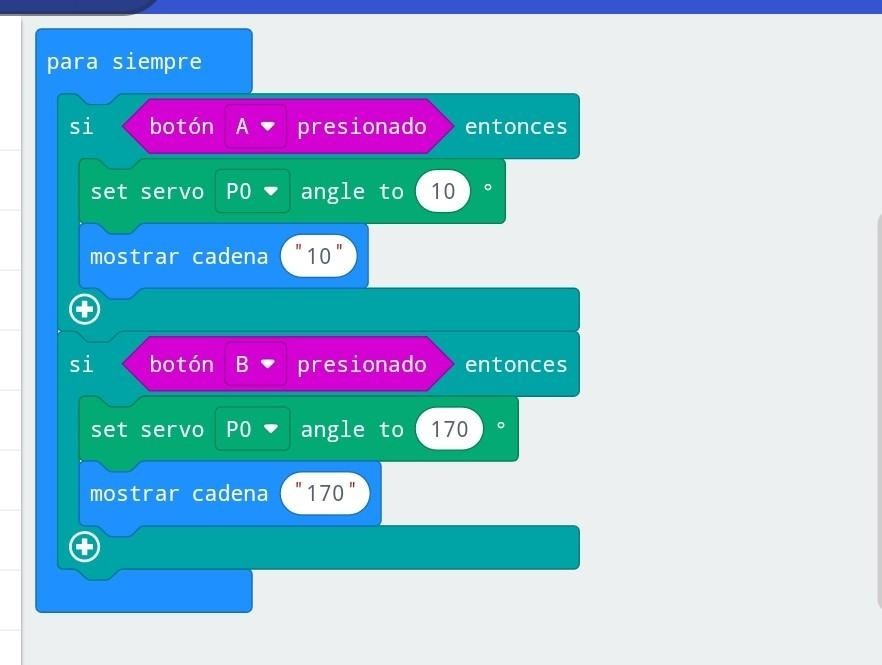 para siempre
si botón A presionado entonces
set servo P0 angle to 10 °
mostrar cadena "10"
si botón B presionado entonces
set servo P0 angle to 170 °
mostrar cadena "170"